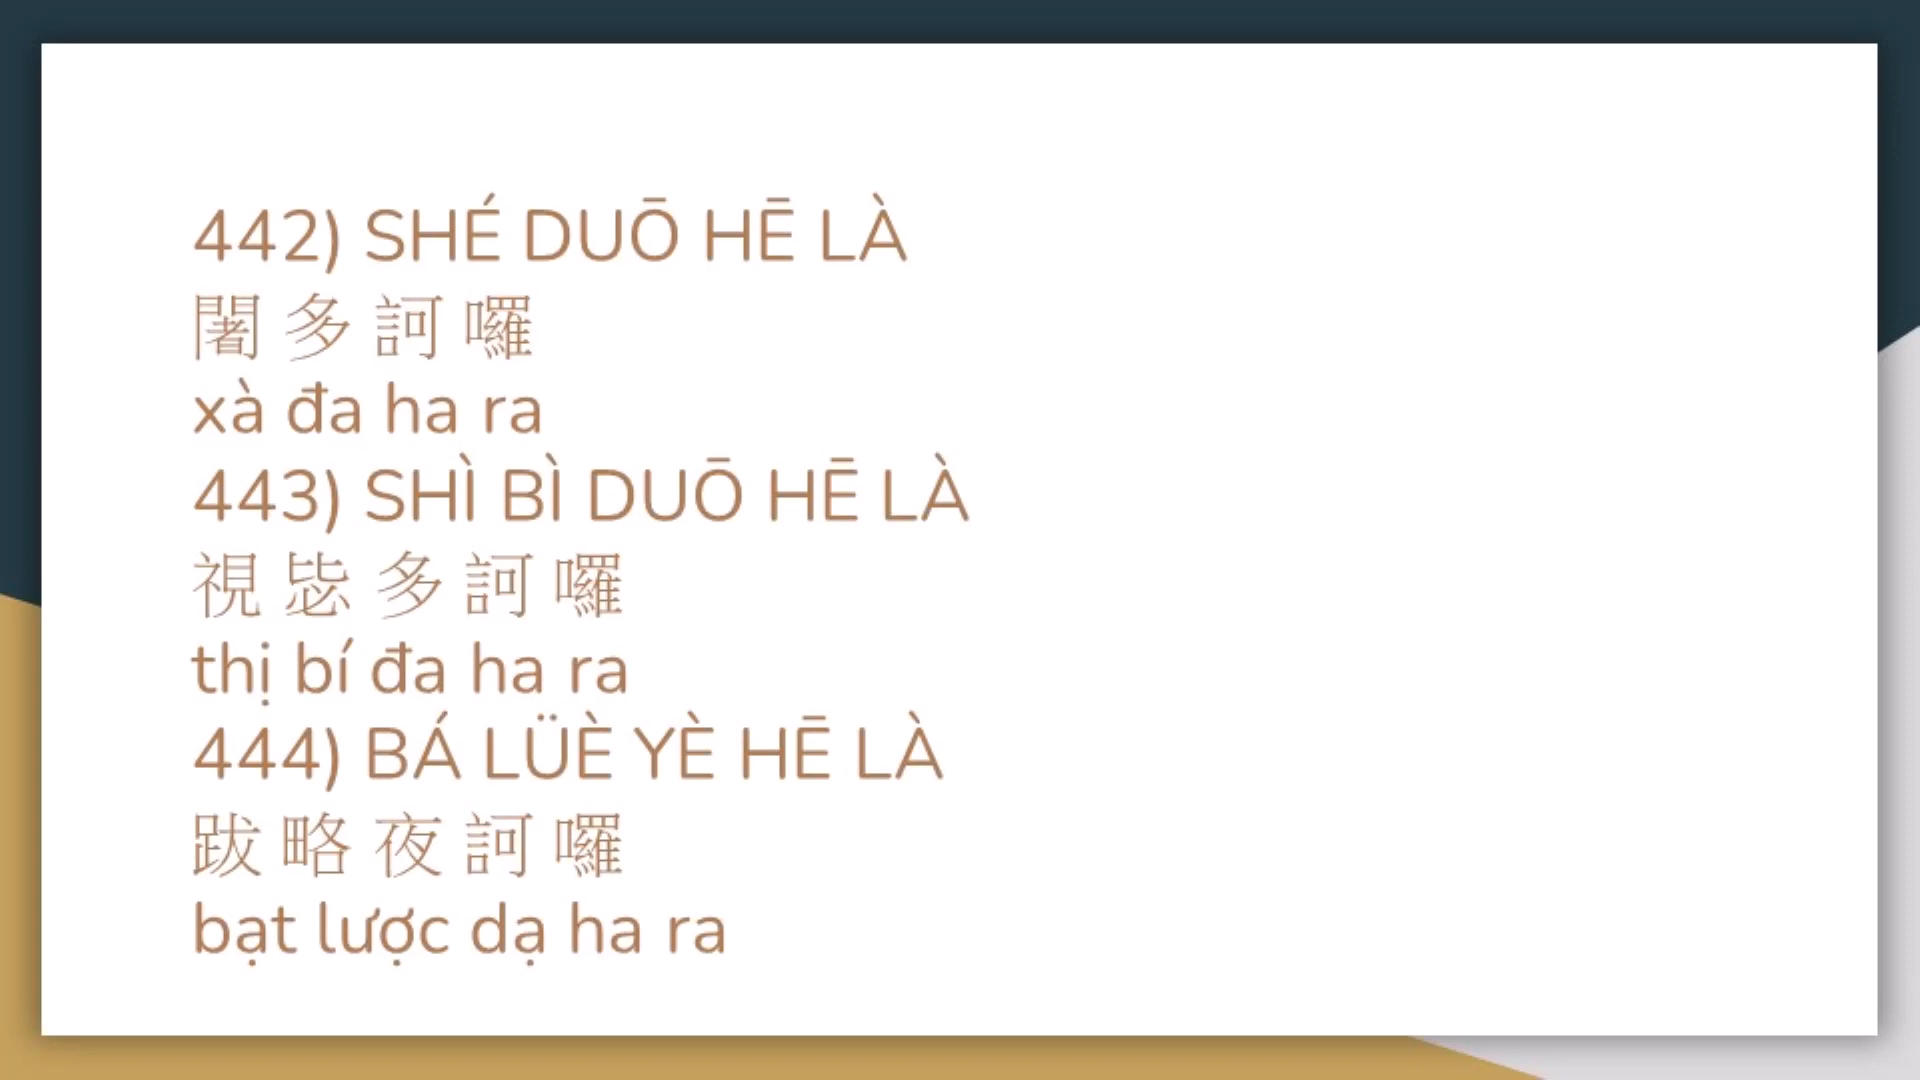 442) SHÉ DUŌ HĒ LÀ
闍 多 訶 囉
xà đa ha ra
443) SHÌ BÌ DUŌ HĒ LÀ
視 毖 多 訶 囉
thị bí đa ha ra
444) BÁ LÜÈ YÈ HĒ LÀ
跋 略 夜 訶 囉
bạt lược dạ ha ra